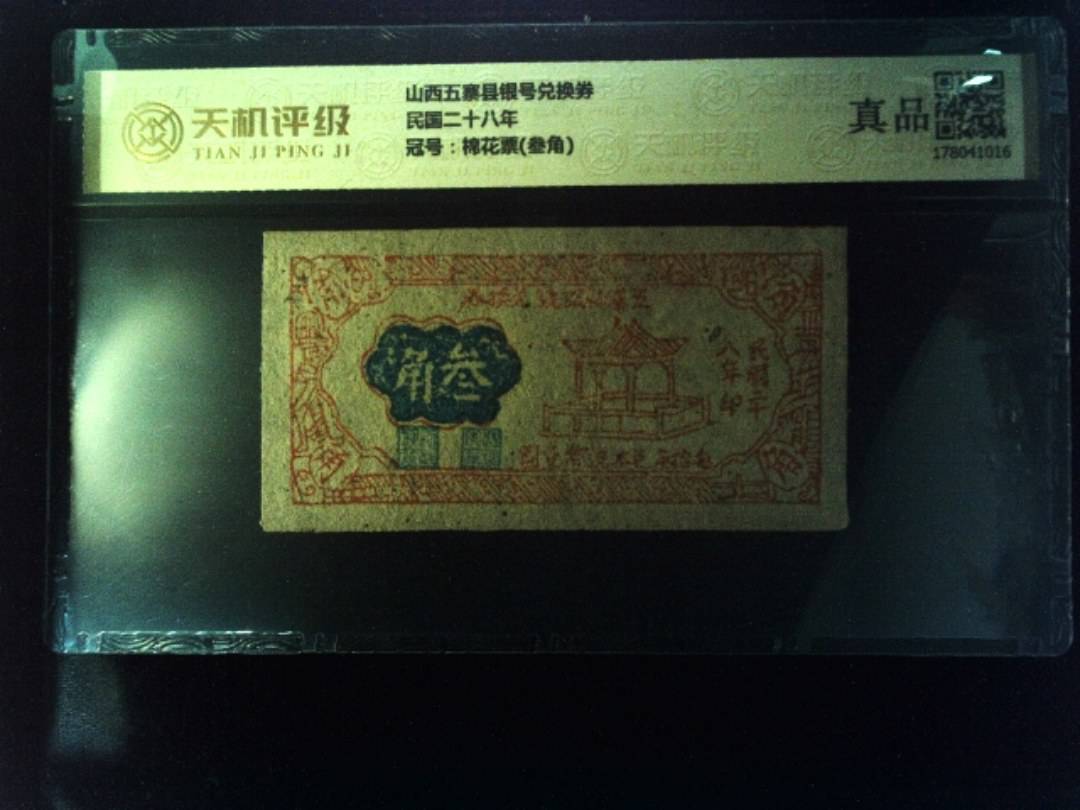 天机评级
TIAN JI PING JI
山西五寨县银号兑换券
民国二十八年
冠号：棉花票(叁角)
真品
178041016
叁角
民国二十
八年印